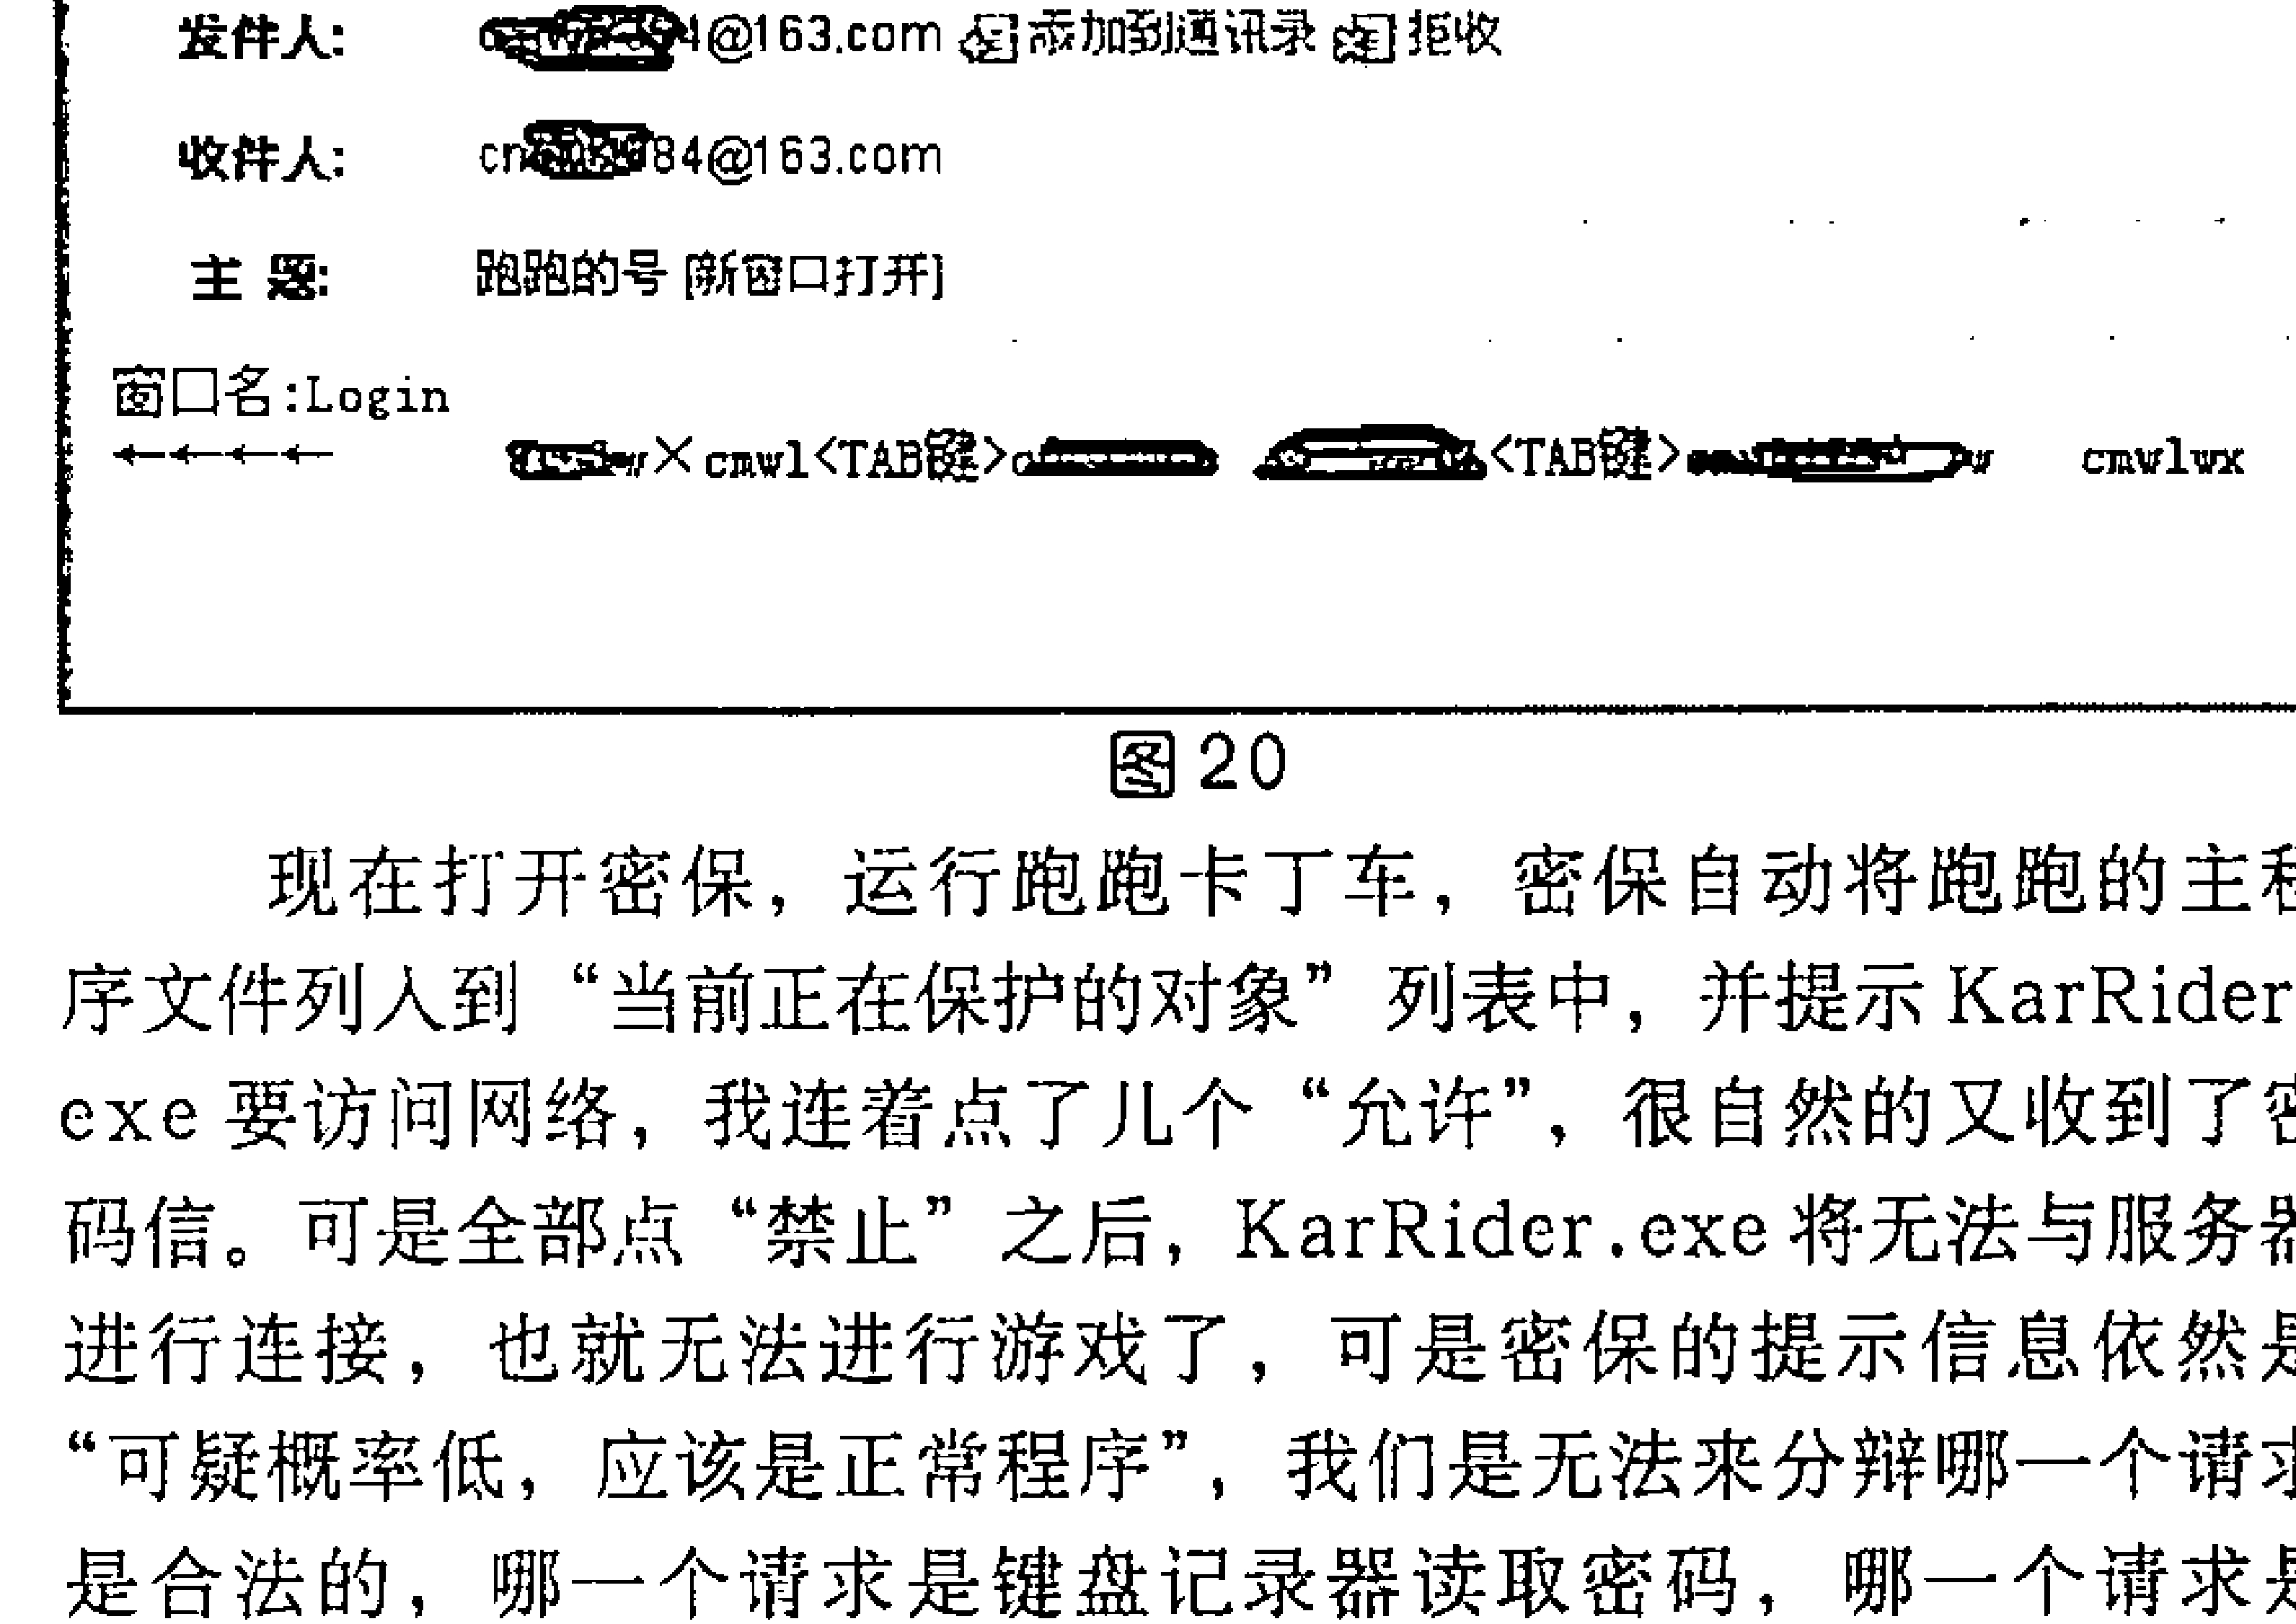 发件人: 4@163.com 添加到通讯录 拒收
收件人: cn 84@163.com
主 题: 跑跑的号 [新窗口打开]
窗口名:Login
←←←← w×cmwl<TAB键> <TAB键> w cmwlwx
图 20
现在打开密保，运行跑跑卡丁车，密保自动将跑跑的主程
序文件列入到“当前正在保护的对象”列表中，并提示 KarRider
exe 要访问网络，我连着点了几个“允许”，很自然的又收到了密
码信。可是全部点“禁止”之后，KarRider.exe 将无法与服务器
进行连接，也就无法进行游戏了，可是密保的提示信息依然是
“可疑概率低，应该是正常程序”，我们是无法来分辩哪一个请求
是合法的，哪一个请求是键盘记录器读取密码，哪一个请求是